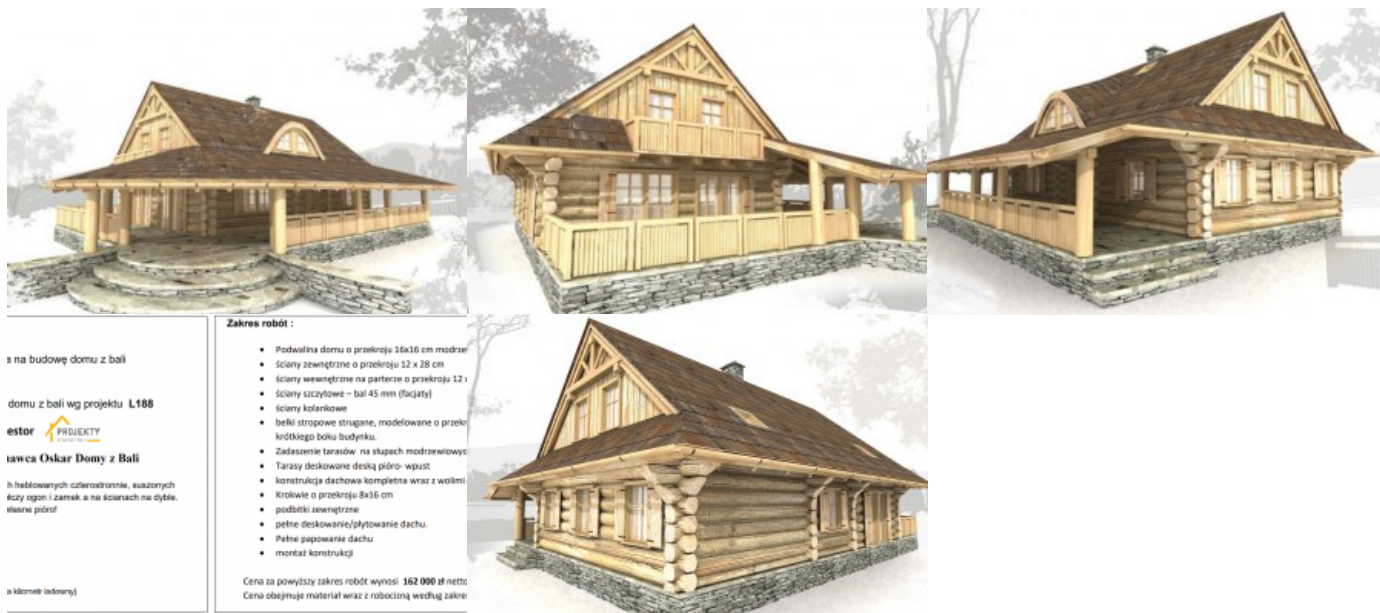 a na budowę domu z bali
domu z bali wg projektu L188
estor PROJEKTY
awca Oskar Domy z Bali
h heblowanych czterostronnie, suszonych
łczy ogon i zamek a na ścianach na dyble.
własne pióro!
a kilometr ładowny)
Zakres robót :
• Podwalina domu o przekroju 16x16 cm modrze
• ściany zewnętrzne o przekroju 12 x 28 cm
• ściany wewnętrzne na parterze o przekroju 12 x
• ściany szczytowe – bal 45 mm (facjaty)
• ściany kolankowe
• belki stropowe strugane, modelowane o przekr
krótkiego boku budynku.
• Zadaszenie tarasów na słupach modrzewiowyc
• Tarasy deskowane deską pióro- wpust
• konstrukcja dachowa kompletna wraz z wolimi
• Krokwie o przekroju 8x16 cm
• podbitki zewnętrzne
• pełne deskowanie/płytowanie dachu.
• Pełne papowanie dachu
• montaż konstrukcji
Cena za powyższy zakres robót wynosi 162 000 zł netto
Cena obejmuje materiał wraz z robocizną według zakre